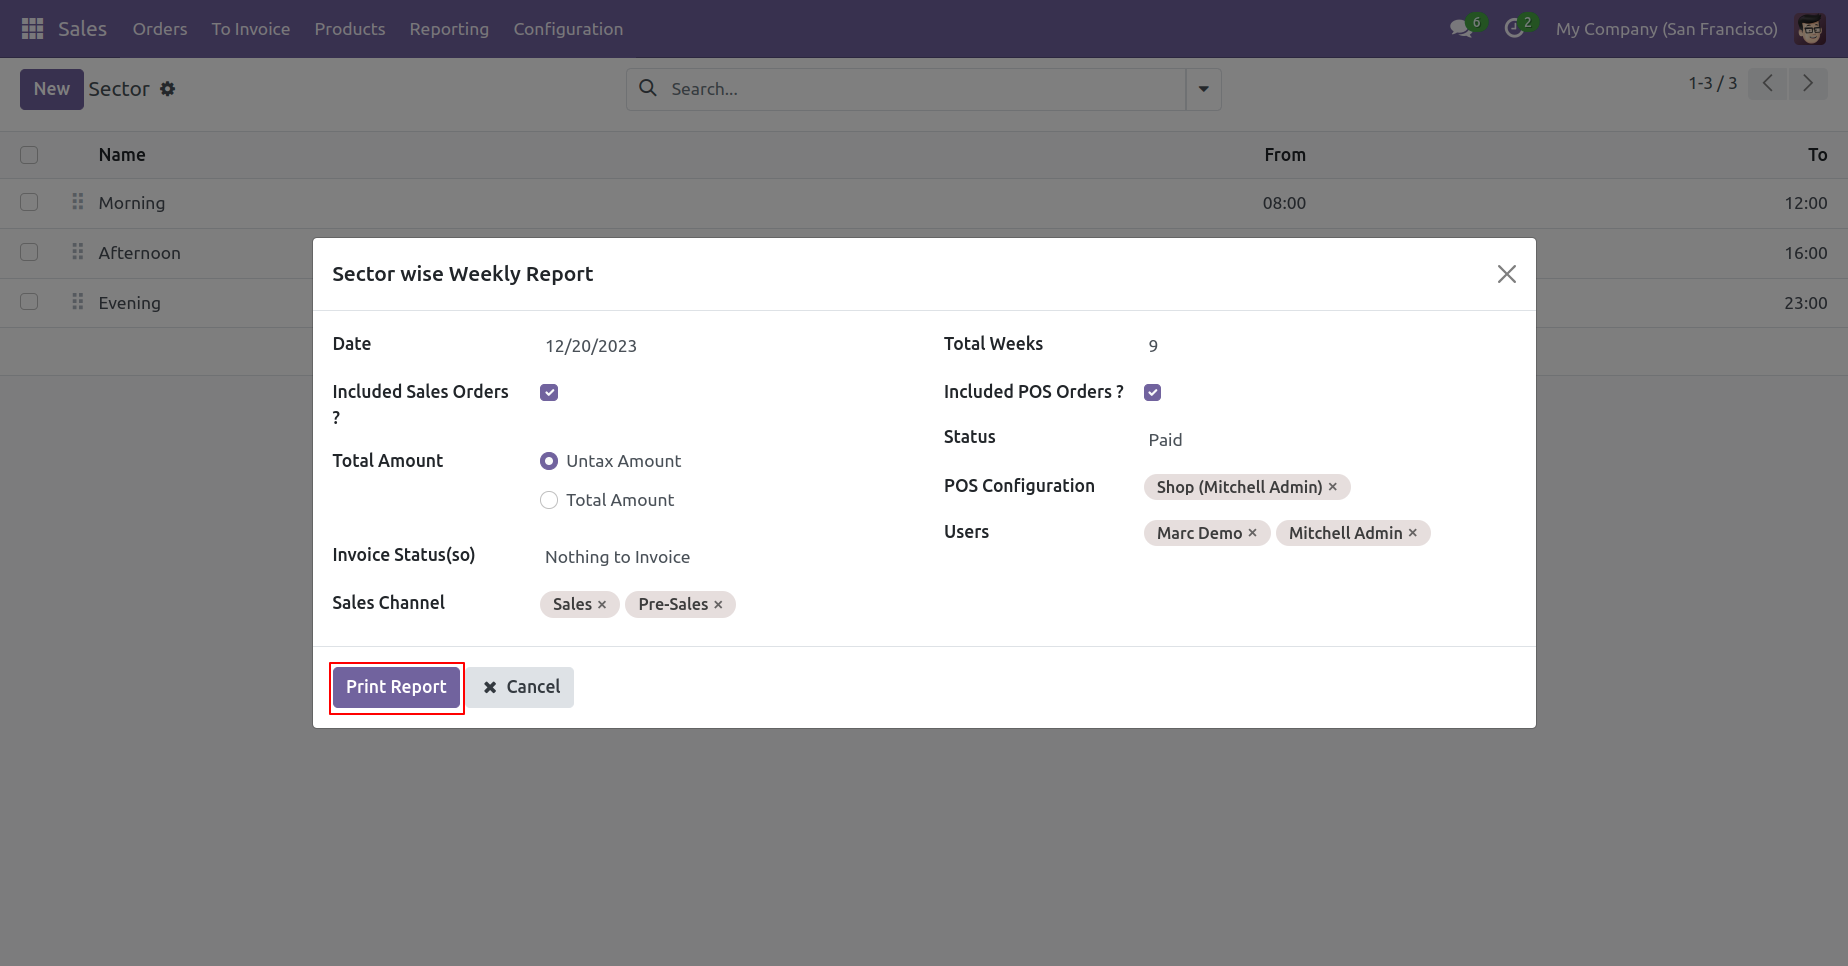 Sales Orders To Invoice Products Reporting Configuration 6 2 My Company (San Francisco)
New Sector Search... 1-3 / 3
Name From To
Morning 08:00 12:00
Afternoon 16:00
Evening 23:00
Sector wise Weekly Report
Date 12/20/2023 Total Weeks 9
Included Sales Orders ? Included POS Orders ?
Status Paid
Total Amount Untax Amount
Total Amount
POS Configuration Shop (Mitchell Admin) ×
Users Marc Demo × Mitchell Admin ×
Invoice Status(so) Nothing to Invoice
Sales Channel Sales × Pre-Sales ×
Print Report ✖ Cancel